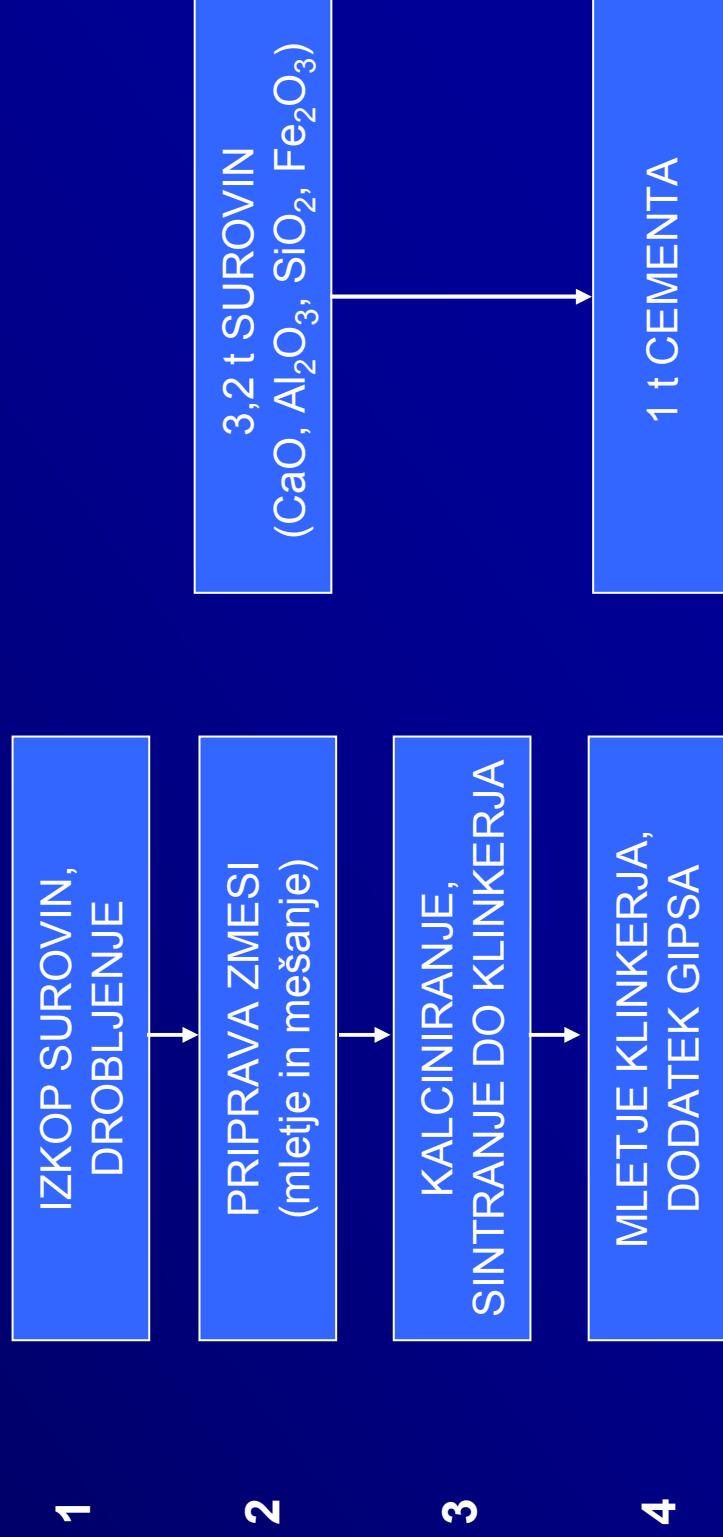 1
IZKOP SUROVIN,
DROBLJENJE
2
PRIPRAVA ZMESI
(mletje in mešanje)
3,2 t SUROVIN
(CaO, Al₂O₃, SiO₂, Fe₂O₃)
3
KALCINIRANJE,
SINTRANJE DO KLINKERJA
4
MLETJE KLINKERJA,
DODATEK GIPSA
1 t CEMENTA